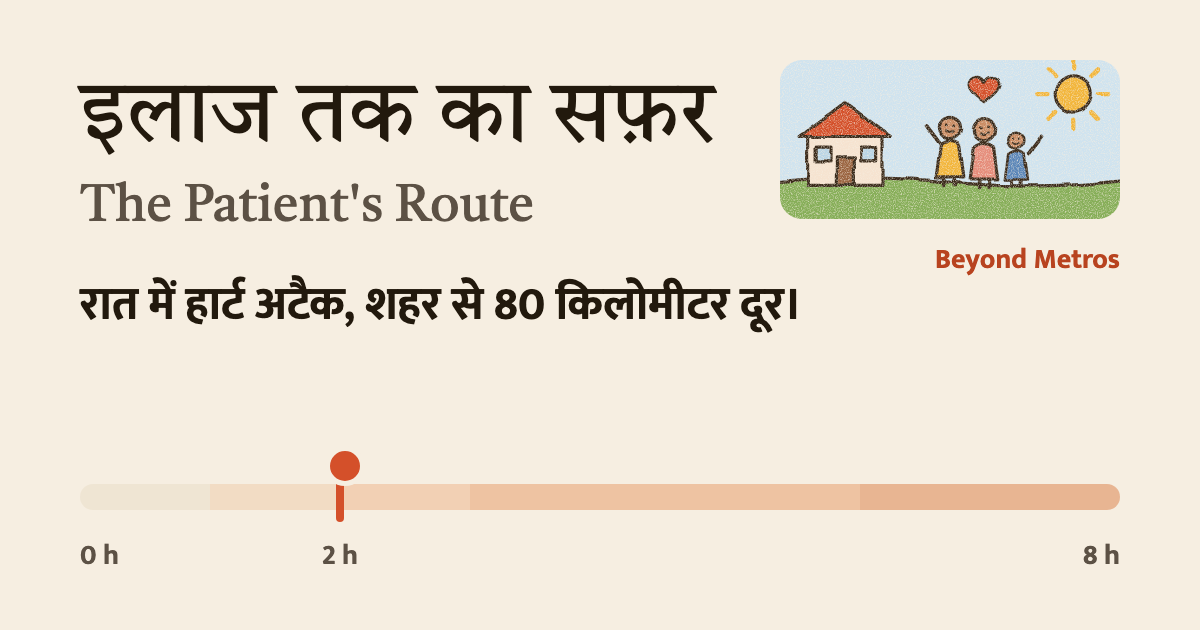 इलाज तक का सफ़र
The Patient's Route
Beyond Metros
रात में हार्ट अटैक, शहर से 80 किलोमीटर दूर।
0 h
2 h
8 h